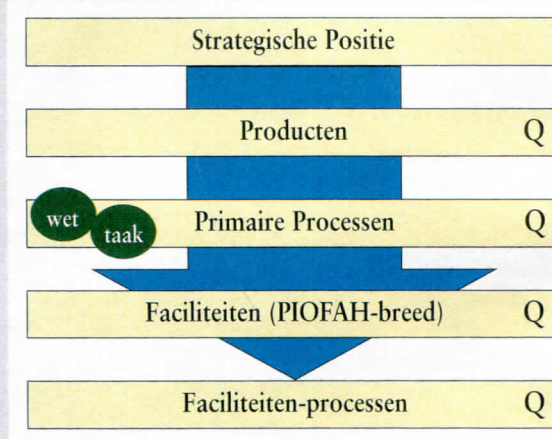 Strategische Positie
Producten Q
wet taak Primaire Processen Q
Faciliteiten (PIOFAH-breed) Q
Faciliteiten-processen Q